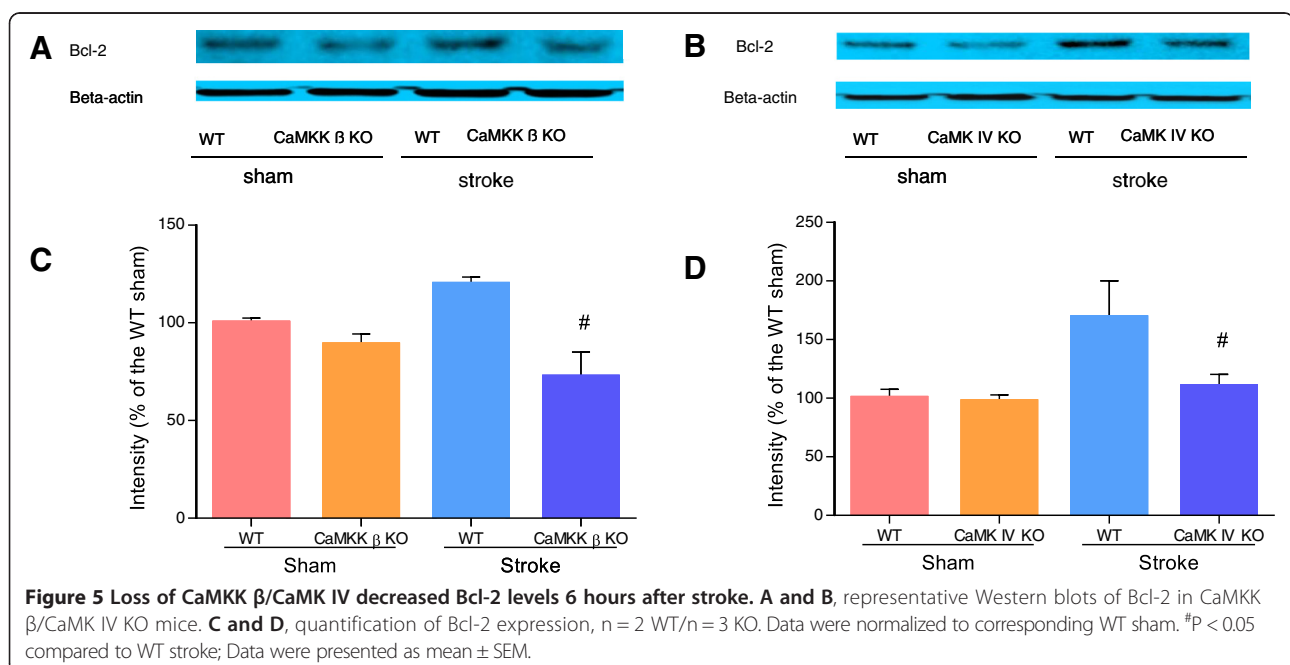 A
Bcl-2
Beta-actin
WT CaMKK ß KO WT CaMKK ß KO
sham stroke
B
Bcl-2
Beta-actin
WT CaMK IV KO WT CaMK IV KO
sham stroke
C
Intensity (% of the WT sham)
150
100
50
0
#
WT CaMKK β KO WT CaMKK β KO
Sham Stroke
D
Intensity (% of the WT sham)
250
200
150
100
50
0
#
WT CaMK IV KO WT CaMK IV KO
Sham Stroke
Figure 5 Loss of CaMKK β/CaMK IV decreased Bcl-2 levels 6 hours after stroke. A and B, representative Western blots of Bcl-2 in CaMKK
β/CaMK IV KO mice. C and D, quantification of Bcl-2 expression, n = 2 WT/n = 3 KO. Data were normalized to corresponding WT sham. #P < 0.05
compared to WT stroke; Data were presented as mean ± SEM.